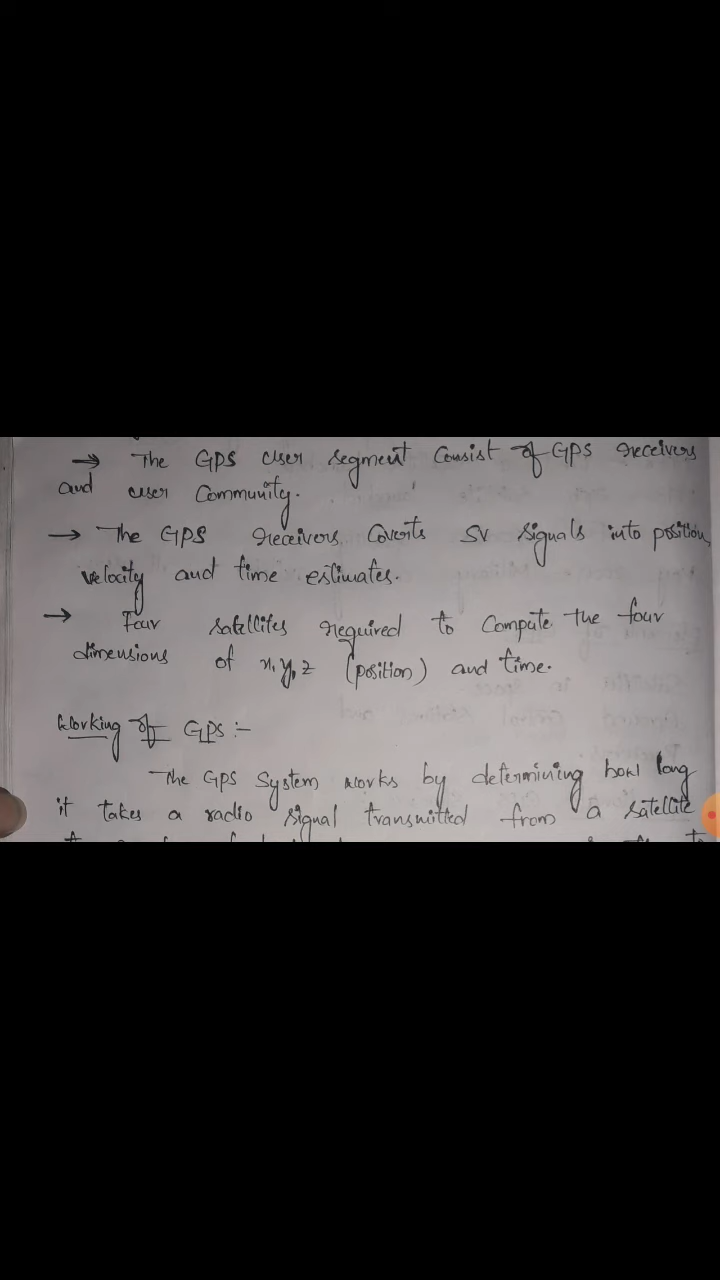 → The GPS user segment Consist of GPS receivers
and user Community.
→ The GPS receivers Coverts SV signals into position,
velocity and time estimates.
→ Four satellites required to Compute the four
dimensions of x, y, z (position) and time.
Working of GPS :-
The GPS System works by determining how long
it takes a radio signal transmitted from a satellite